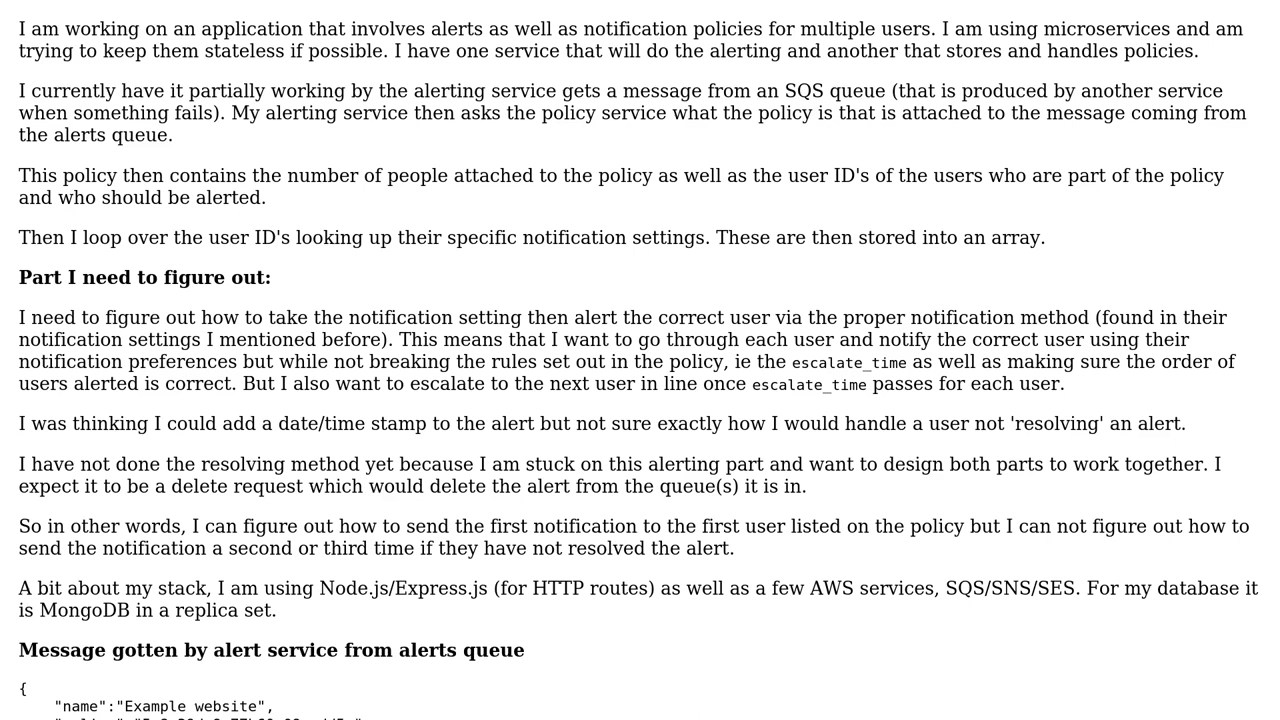 I am working on an application that involves alerts as well as notification policies for multiple users. I am using microservices and am
trying to keep them stateless if possible. I have one service that will do the alerting and another that stores and handles policies.
I currently have it partially working by the alerting service gets a message from an SQS queue (that is produced by another service
when something fails). My alerting service then asks the policy service what the policy is that is attached to the message coming from
the alerts queue.
This policy then contains the number of people attached to the policy as well as the user ID's of the users who are part of the policy
and who should be alerted.
Then I loop over the user ID's looking up their specific notification settings. These are then stored into an array.
Part I need to figure out:
I need to figure out how to take the notification setting then alert the correct user via the proper notification method (found in their
notification settings I mentioned before). This means that I want to go through each user and notify the correct user using their
notification preferences but while not breaking the rules set out in the policy, ie the escalate_time as well as making sure the order of
users alerted is correct. But I also want to escalate to the next user in line once escalate_time passes for each user.
I was thinking I could add a date/time stamp to the alert but not sure exactly how I would handle a user not 'resolving' an alert.
I have not done the resolving method yet because I am stuck on this alerting part and want to design both parts to work together. I
expect it to be a delete request which would delete the alert from the queue(s) it is in.
So in other words, I can figure out how to send the first notification to the first user listed on the policy but I can not figure out how to
send the notification a second or third time if they have not resolved the alert.
A bit about my stack, I am using Node.js/Express.js (for HTTP routes) as well as a few AWS services, SQS/SNS/SES. For my database it
is MongoDB in a replica set.
Message gotten by alert service from alerts queue
{
"name":"Example website",